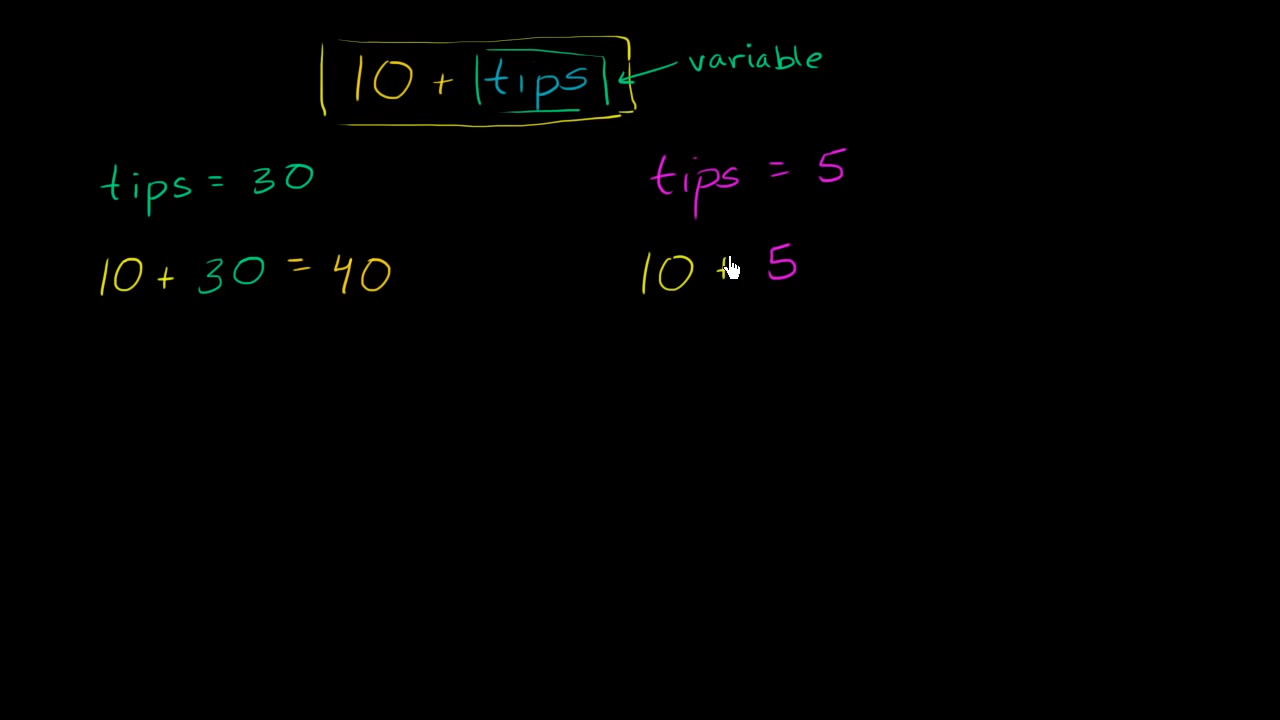 10 + tips
variable
tips = 30
tips = 5
10 + 30 = 40
10 + 5